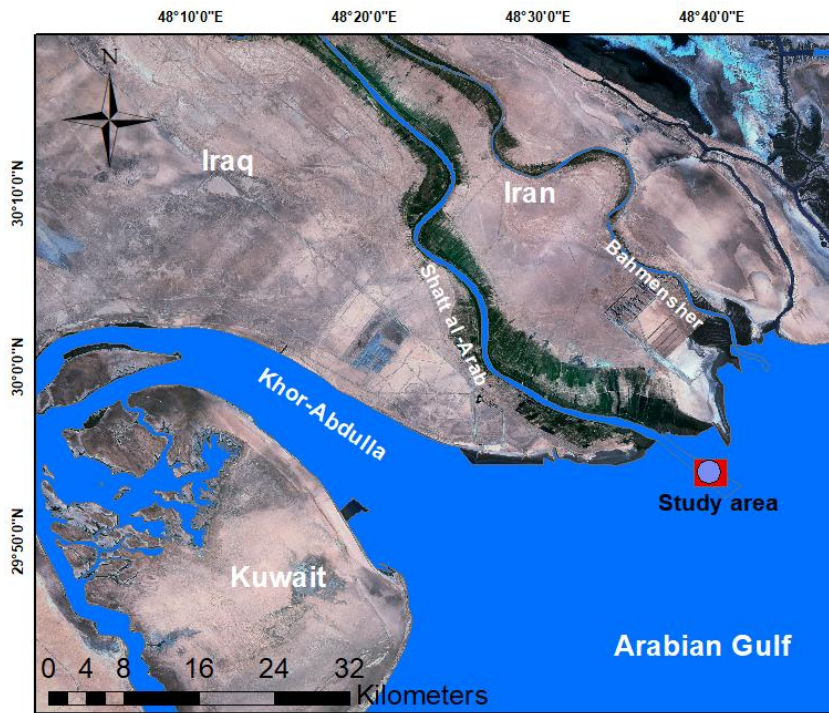 48°10'0"E 48°20'0"E 48°30'0"E 48°40'0"E
N
Iraq
Iran
30°10'0"N
Bahmensher
Shatt al-Arab
30°0'0"N
Khor-Abdulla
Study area
29°50'0"N
Kuwait
Arabian Gulf
0 4 8 16 24 32
Kilometers